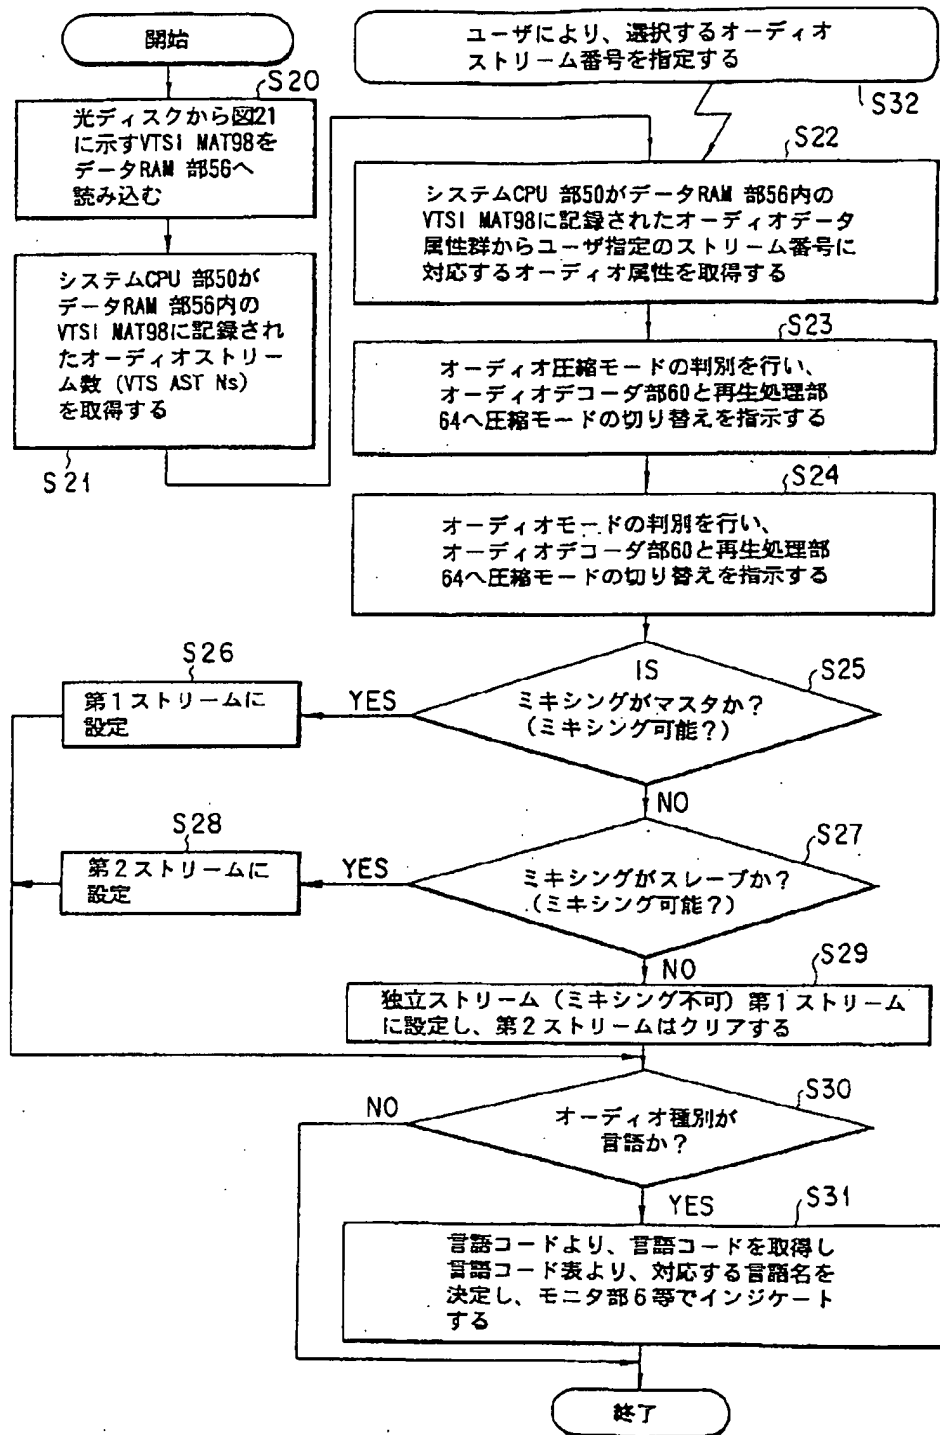 開始
S20
光ディスクから図21
に示すVTSI MAT98を
データRAM 部56へ
読み込む
システムCPU 部50が
データRAM 部56内の
VTSI MAT98に記録され
たオーディオストリー
ム数 (VTS AST Ns)
を取得する
S21
ユーザにより、選択するオーディオ
ストリーム番号を指定する
S32
S22
システムCPU 部50がデータRAM 部56内の
VTSI MAT98に記録されたオーディオデータ
属性群からユーザ指定のストリーム番号に
対応するオーディオ属性を取得する
S23
オーディオ圧縮モードの判別を行い、
オーディオデコーダ部60と再生処理部
64へ圧縮モードの切り替えを指示する
S24
オーディオモードの判別を行い、
オーディオデコーダ部60と再生処理部
64へ圧縮モードの切り替えを指示する
S25
IS
ミキシングがマスタか?
(ミキシング可能?)
YES
S26
第1ストリームに
設定
NO
S27
ミキシングがスレーブか?
(ミキシング可能?)
YES
S28
第2ストリームに
設定
NO
S29
独立ストリーム (ミキシング不可) 第1ストリーム
に設定し、第2ストリームはクリアする
S30
オーディオ種別が
言語か?
NO
YES
S31
言語コードより、言語コードを取得し
言語コード表より、対応する言語名を
決定し、モニタ部6等でインジケート
する
終了